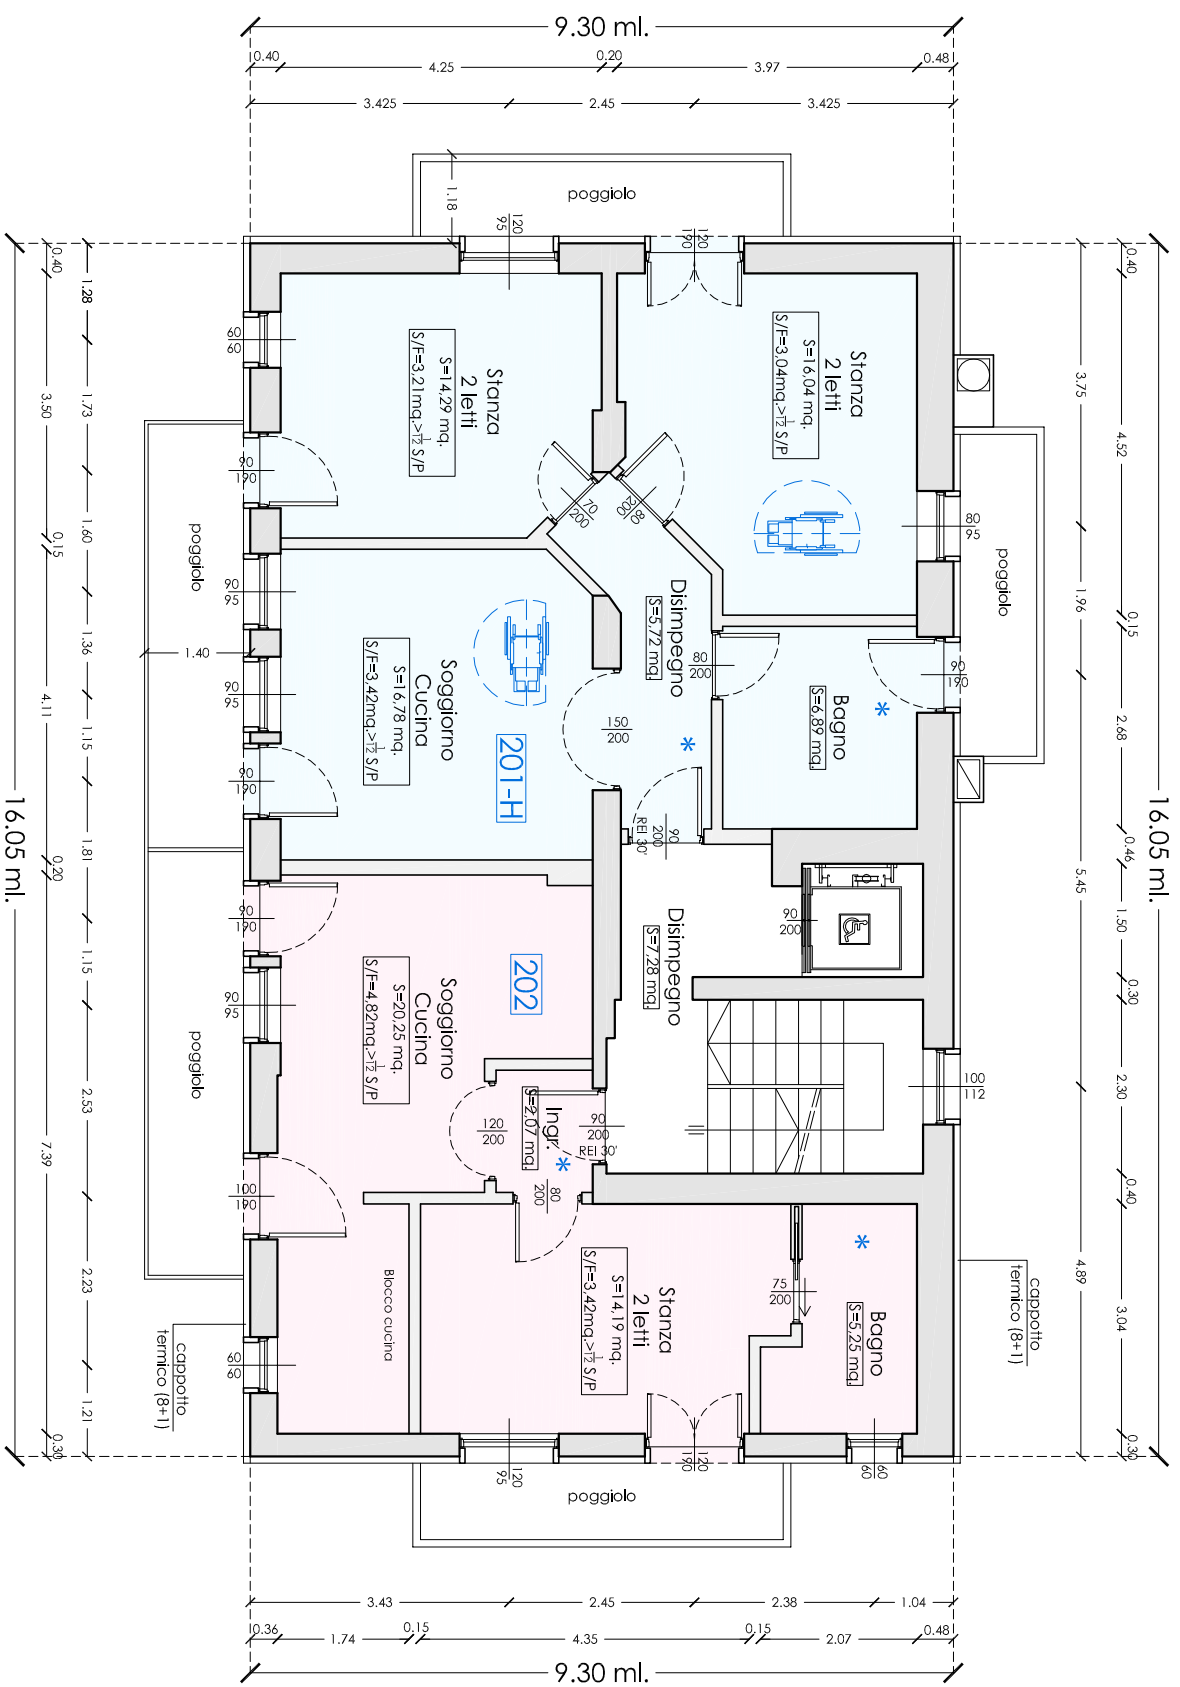 9.30 ml.
0.40
4.25
0.20
3.97
0.48
3.425
2.45
3.425
poggiolo
1.18
120
95
120
190
16.05 ml.
0.40
3.50
0.15
4.11
0.20
7.39
0.30
1.28
1.73
1.60
1.36
1.15
1.81
1.15
2.53
2.23
1.21
3.75
1.96
5.45
4.89
0.40
4.52
0.15
2.68
0.46
1.50
0.30
2.30
0.40
3.04
0.30
16.05 ml.
60
60
90
190
90
95
90
95
90
190
90
190
90
95
100
190
60
60
Stanza
2 letti
S=14,29 mq.
S/F=3,21mq.>1/12 S/P
Stanza
2 letti
S=16,04 mq.
S/F=3,04mq.>1/12 S/P
70
200
80
200
80
95
poggiolo
poggiolo
1.40
Disimpegno
S=5,72 mq.
80
200
90
190
Bagno
S=6,89 mq.
*
*
Soggiorno
Cucina
S=16,78 mq.
S/F=3,42mq.>1/12 S/P
201-H
150
200
90
200
REI 30'
Disimpegno
S=7,28 mq.
90
200
202
Soggiorno
Cucina
S=20,25 mq.
S/F=4,82mq.>1/12 S/P
poggiolo
100
112
120
200
Ingr.
S=2,07 mq.
*
90
200
REI 30'
80
200
Blocco cucina
Stanza
2 letti
S=14,19 mq.
S/F=3,42mq.>1/12 S/P
75
200
*
Bagno
S=5,25 mq.
cappotto
termico (8+1)
cappotto
termico (8+1)
120
95
120
190
60
60
poggiolo
3.43
2.45
2.38
1.04
0.36
1.74
0.15
4.35
0.15
2.07
0.48
9.30 ml.